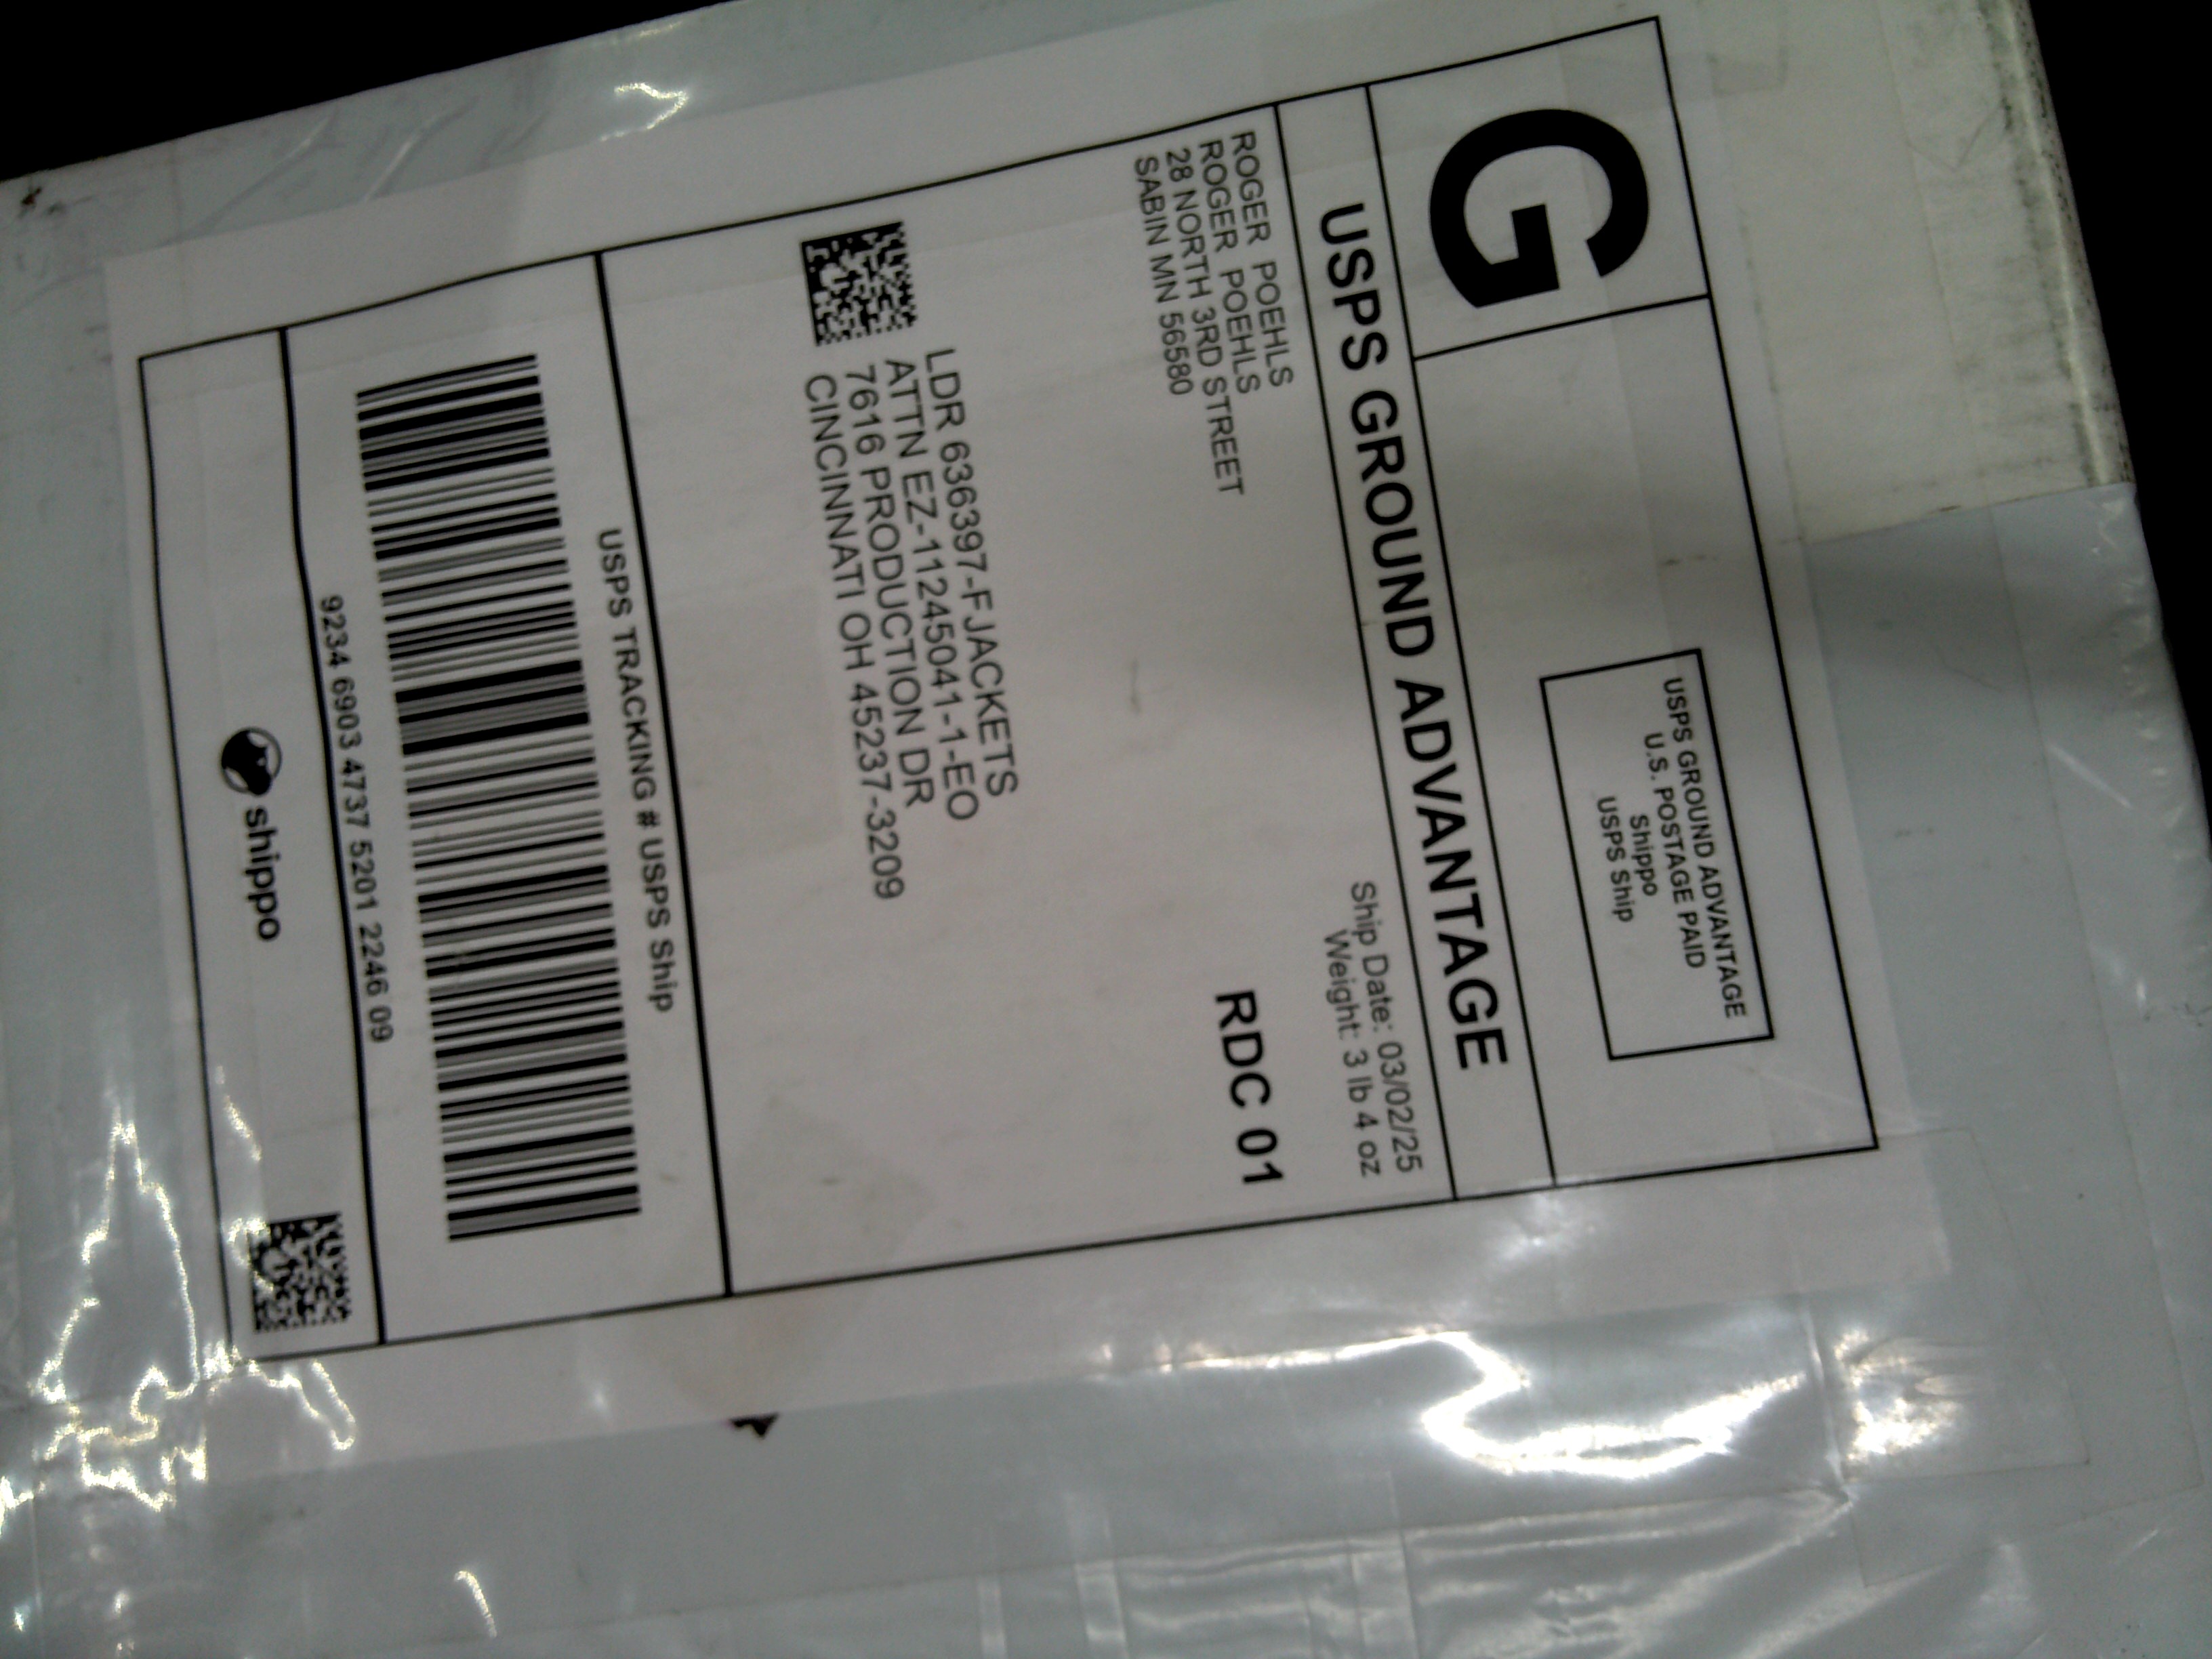 G
USPS GROUND ADVANTAGE
U.S. POSTAGE PAID
Shippo
USPS Ship
USPS GROUND ADVANTAGE
ROGER POEHLS
ROGER POEHLS
28 NORTH 3RD STREET
SABIN MN 56580
Ship Date: 03/02/25
Weight: 3 lb 4 oz
RDC 01
LDR 636397-FJACKETS
ATTN EZ-11245041-1-EO
7616 PRODUCTION DR
CINCINNATI OH 45237-3209
USPS TRACKING # USPS Ship
9234 6903 4737 5201 2246 09
shippo